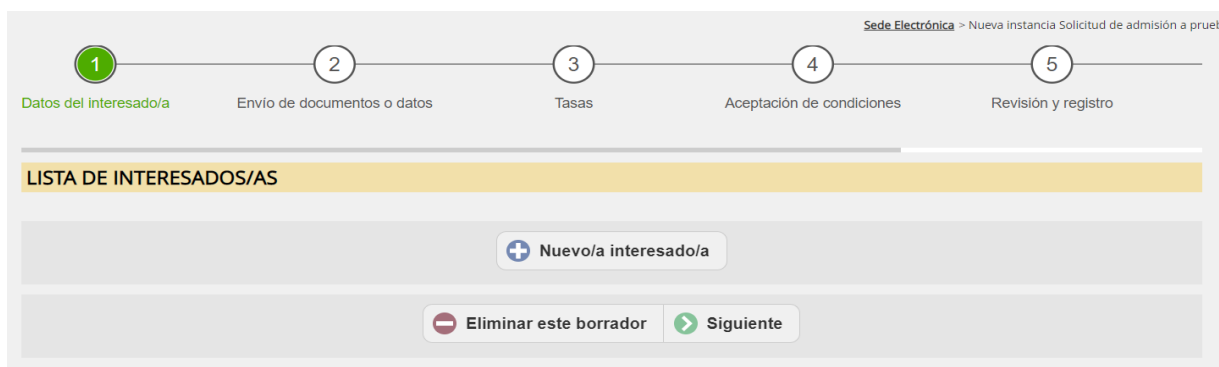 Sede Electrónica > Nueva instancia Solicitud de admisión a prueb
1 2 3 4 5
Datos del interesado/a Envío de documentos o datos Tasas Aceptación de condiciones Revisión y registro
LISTA DE INTERESADOS/AS
Nuevo/a interesado/a
Eliminar este borrador Siguiente